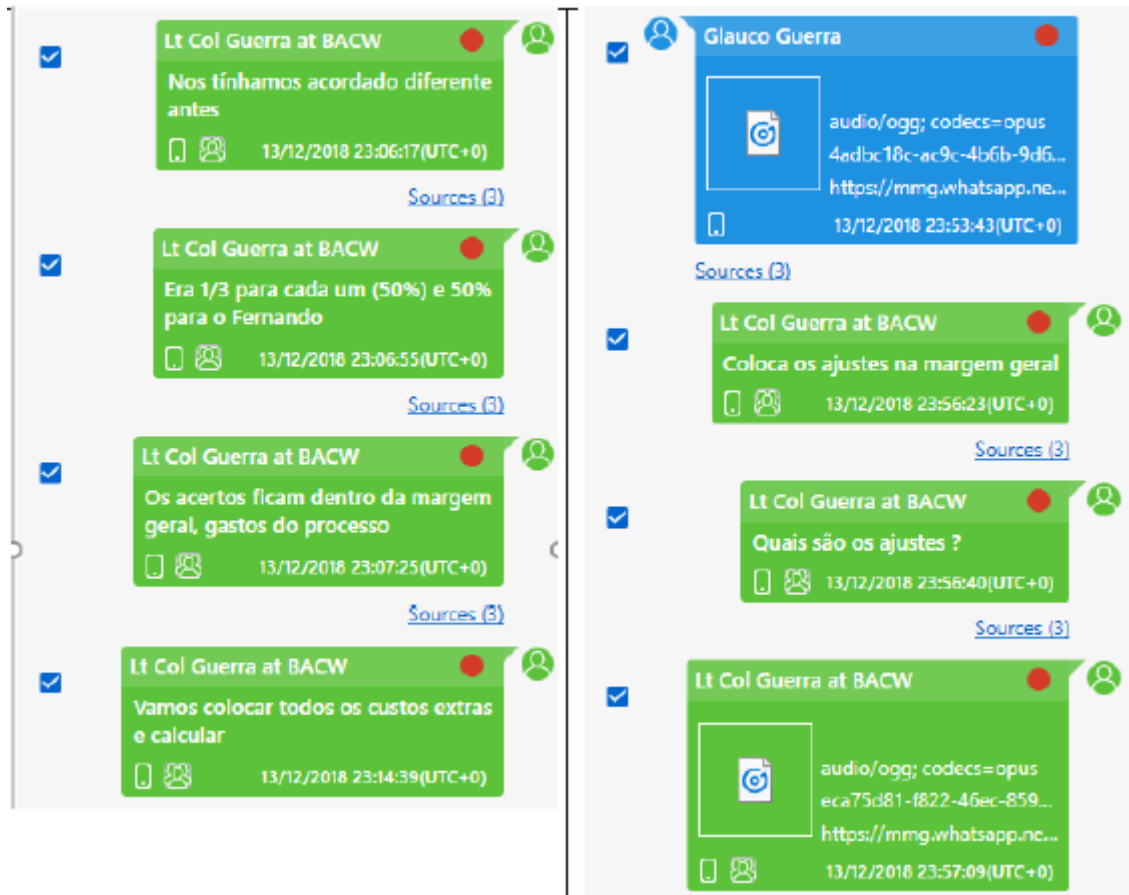 Lt Col Guerra at BACW
Nos tínhamos acordado diferente
antes
13/12/2018 23:06:17(UTC+0)
Sources (3)
Lt Col Guerra at BACW
Era 1/3 para cada um (50%) e 50%
para o Fernando
13/12/2018 23:06:55(UTC+0)
Sources (3)
Lt Col Guerra at BACW
Os acertos ficam dentro da margem
geral, gastos do processo
13/12/2018 23:07:25(UTC+0)
Sources (3)
Lt Col Guerra at BACW
Vamos colocar todos os custos extras
e calcular
13/12/2018 23:14:39(UTC+0)
Glauco Guerra
audio/ogg; codecs=opus
4adbc18c-ac9c-4b6b-9d6...
https://mmg.whatsapp.ne...
13/12/2018 23:53:43(UTC+0)
Sources (3)
Lt Col Guerra at BACW
Coloca os ajustes na margem geral
13/12/2018 23:56:23(UTC+0)
Sources (3)
Lt Col Guerra at BACW
Quais são os ajustes ?
13/12/2018 23:56:40(UTC+0)
Sources (3)
Lt Col Guerra at BACW
audio/ogg; codecs=opus
eca75d81-f822-46ec-859...
https://mmg.whatsapp.ne...
13/12/2018 23:57:09(UTC+0)